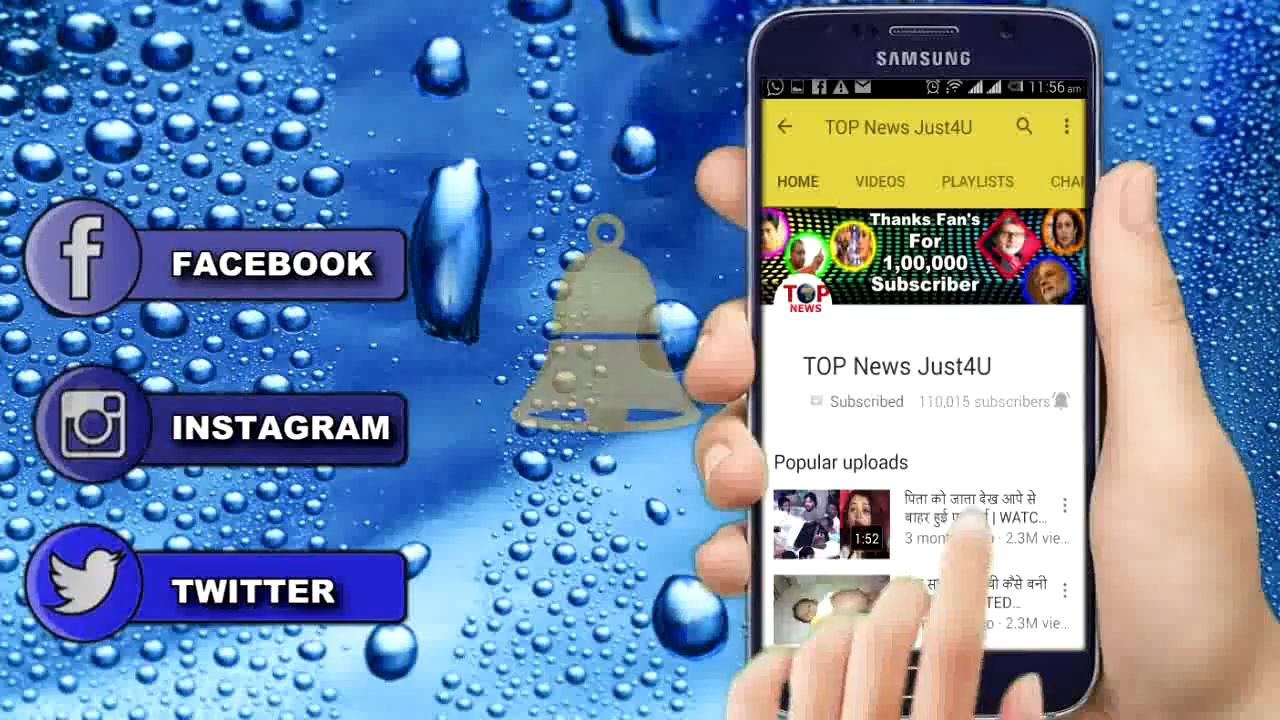 FACEBOOK
INSTAGRAM
TWITTER
SAMSUNG
11:56 am
TOP News Just4U
HOME VIDEOS PLAYLISTS CHA
Thanks Fan's
For
1,00,000
Subscriber
TOP
NEWS
TOP News Just4U
Subscribed 110,015 subscribers
Popular uploads
पिता को जाता देख आपे से
बाहर हुई | WATC...
1:52
3 · 2.3M vie...
कैसे बनी
TED...
· 2.3M vie...